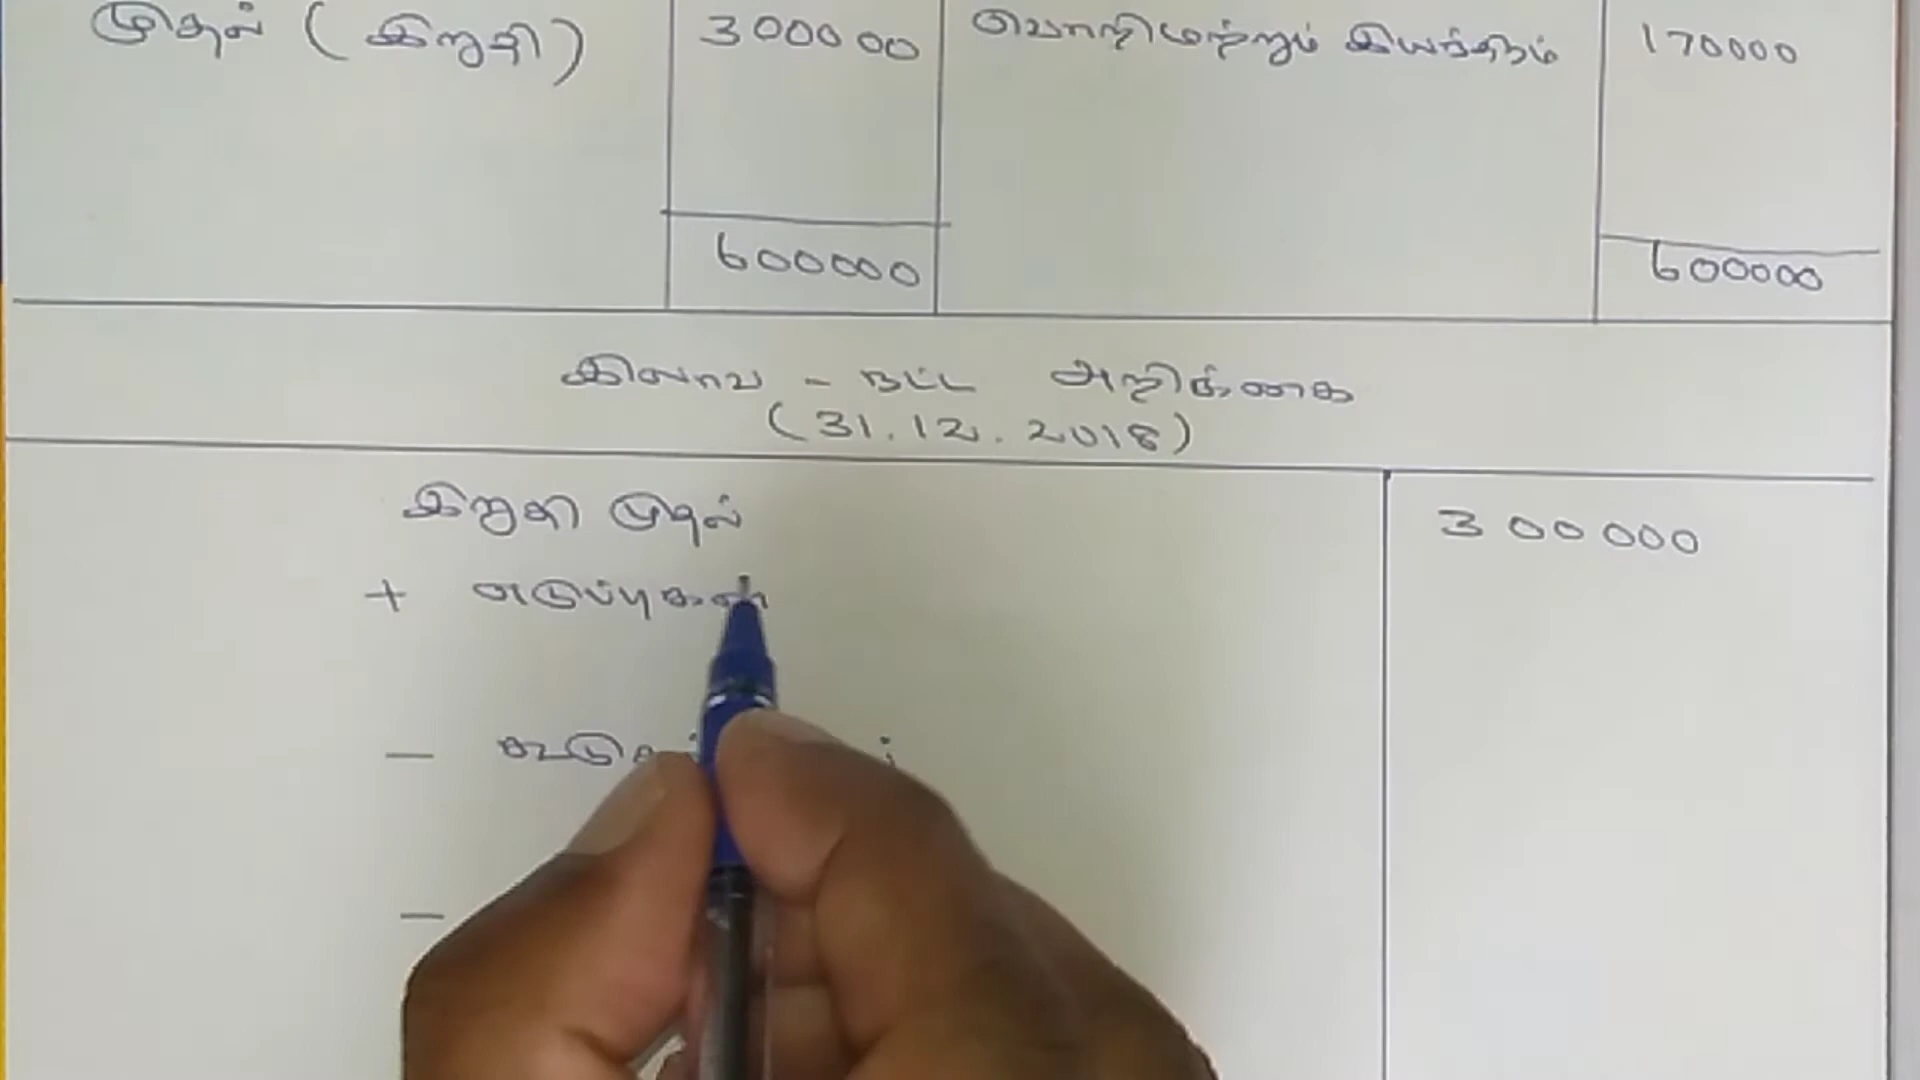 முதல் (இறுதி) 300000 பொறிமற்றும் இயந்திரம் 170000
600000 600000
இலாப - நட்ட அறிக்கை
(31.12.2018)
இறுதி முதல் 300000
+ எடுப்புகள்
-
-